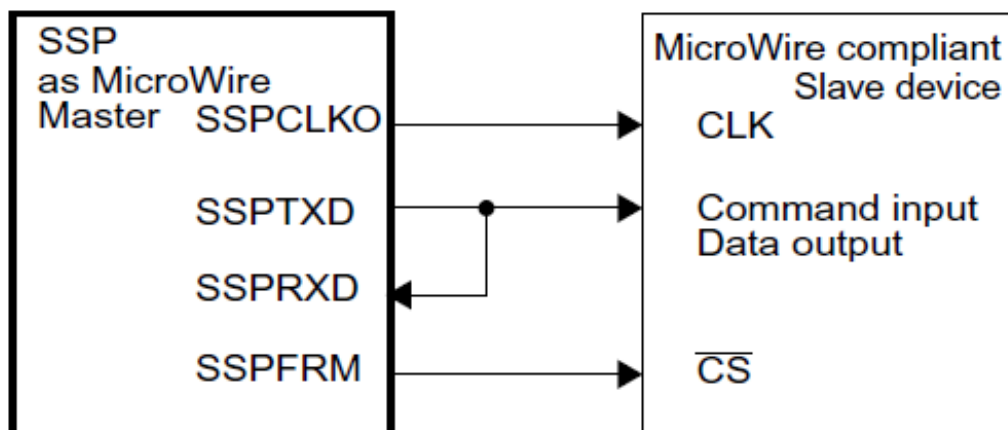 SSP
as MicroWire
Master
SSPCLKO
SSPTXD
SSPRXD
SSPFRM
MicroWire compliant
Slave device
CLK
Command input
Data output
CS